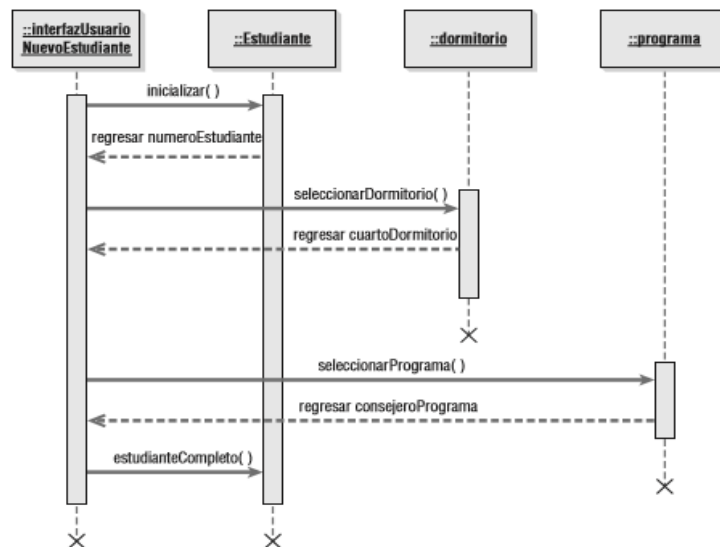 ::interfazUsuario
NuevoEstudiante
::Estudiante
::dormitorio
::programa
inicializar( )
regresar numeroEstudiante
seleccionarDormitorio( )
regresar cuartoDormitorio
seleccionarPrograma( )
regresar consejeroPrograma
estudianteCompleto( )